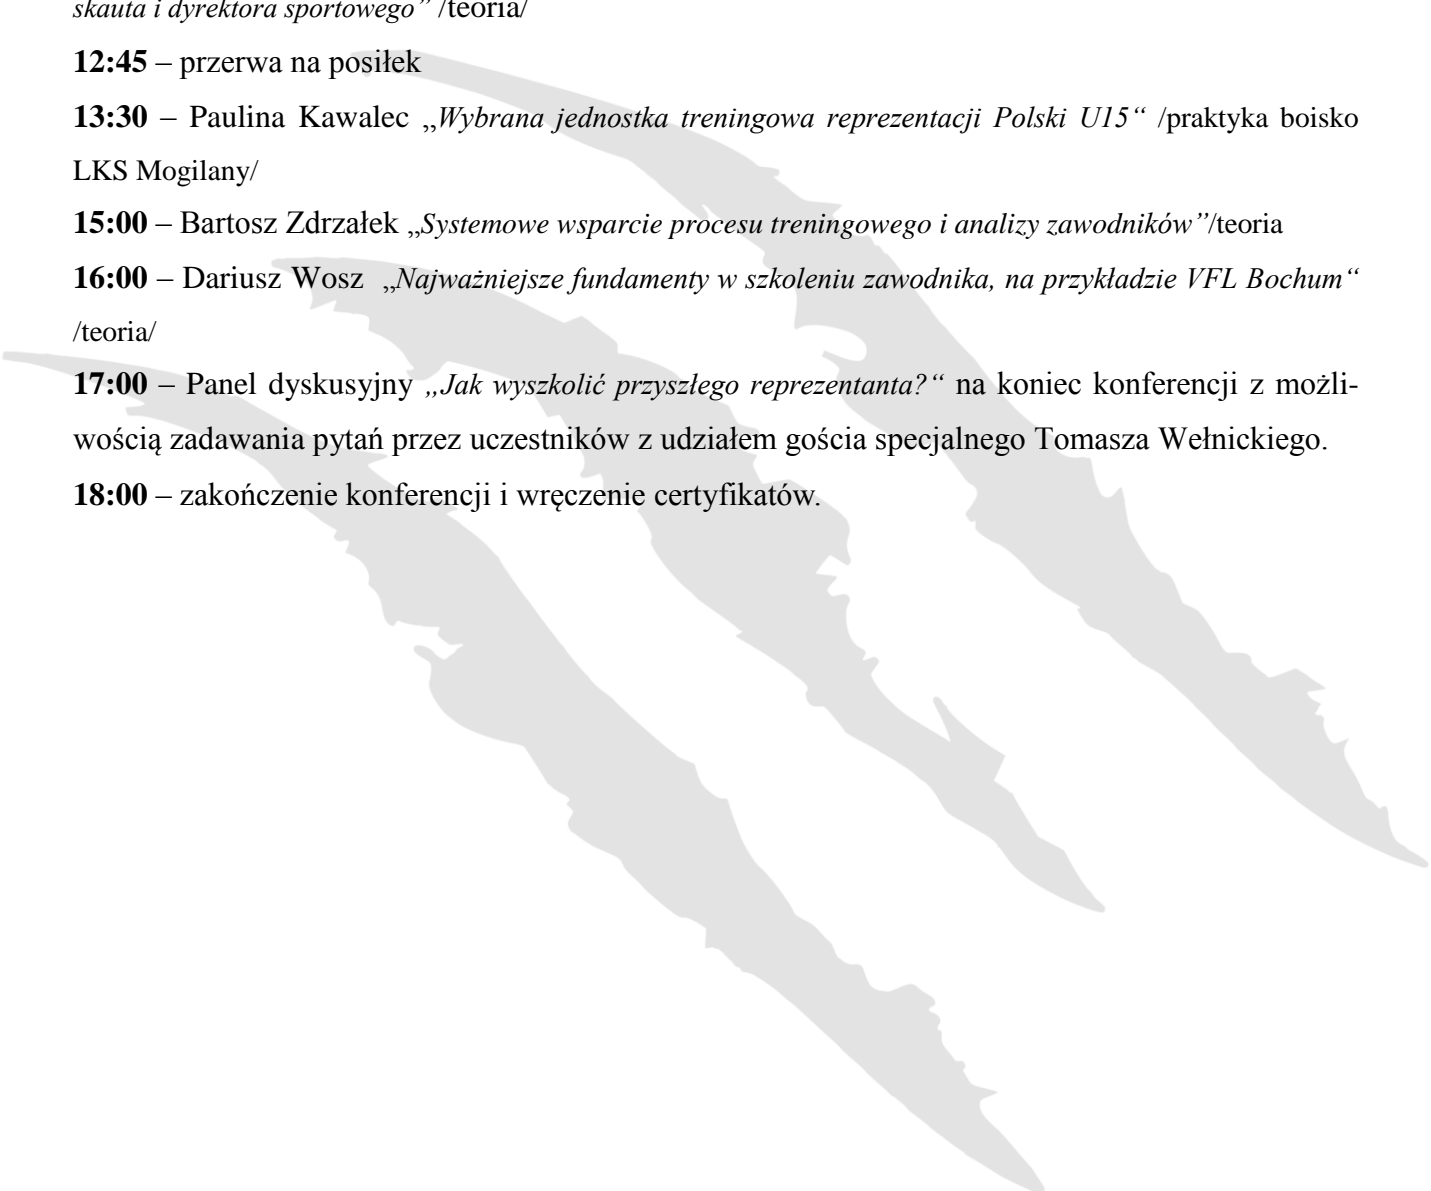 skauta i dyrektora sportowego” /teoria/
12:45 – przerwa na posiłek
13:30 – Paulina Kawalec „Wybrana jednostka treningowa reprezentacji Polski U15“ /praktyka boisko
LKS Mogilany/
15:00 – Bartosz Zdrzałek „Systemowe wsparcie procesu treningowego i analizy zawodników”/teoria
16:00 – Dariusz Wosz „Najważniejsze fundamenty w szkoleniu zawodnika, na przykładzie VFL Bochum“
/teoria/
17:00 – Panel dyskusyjny „Jak wyszkolić przyszłego reprezentanta?“ na koniec konferencji z możli-
wością zadawania pytań przez uczestników z udziałem gościa specjalnego Tomasza Wełnickiego.
18:00 – zakończenie konferencji i wręczenie certyfikatów.